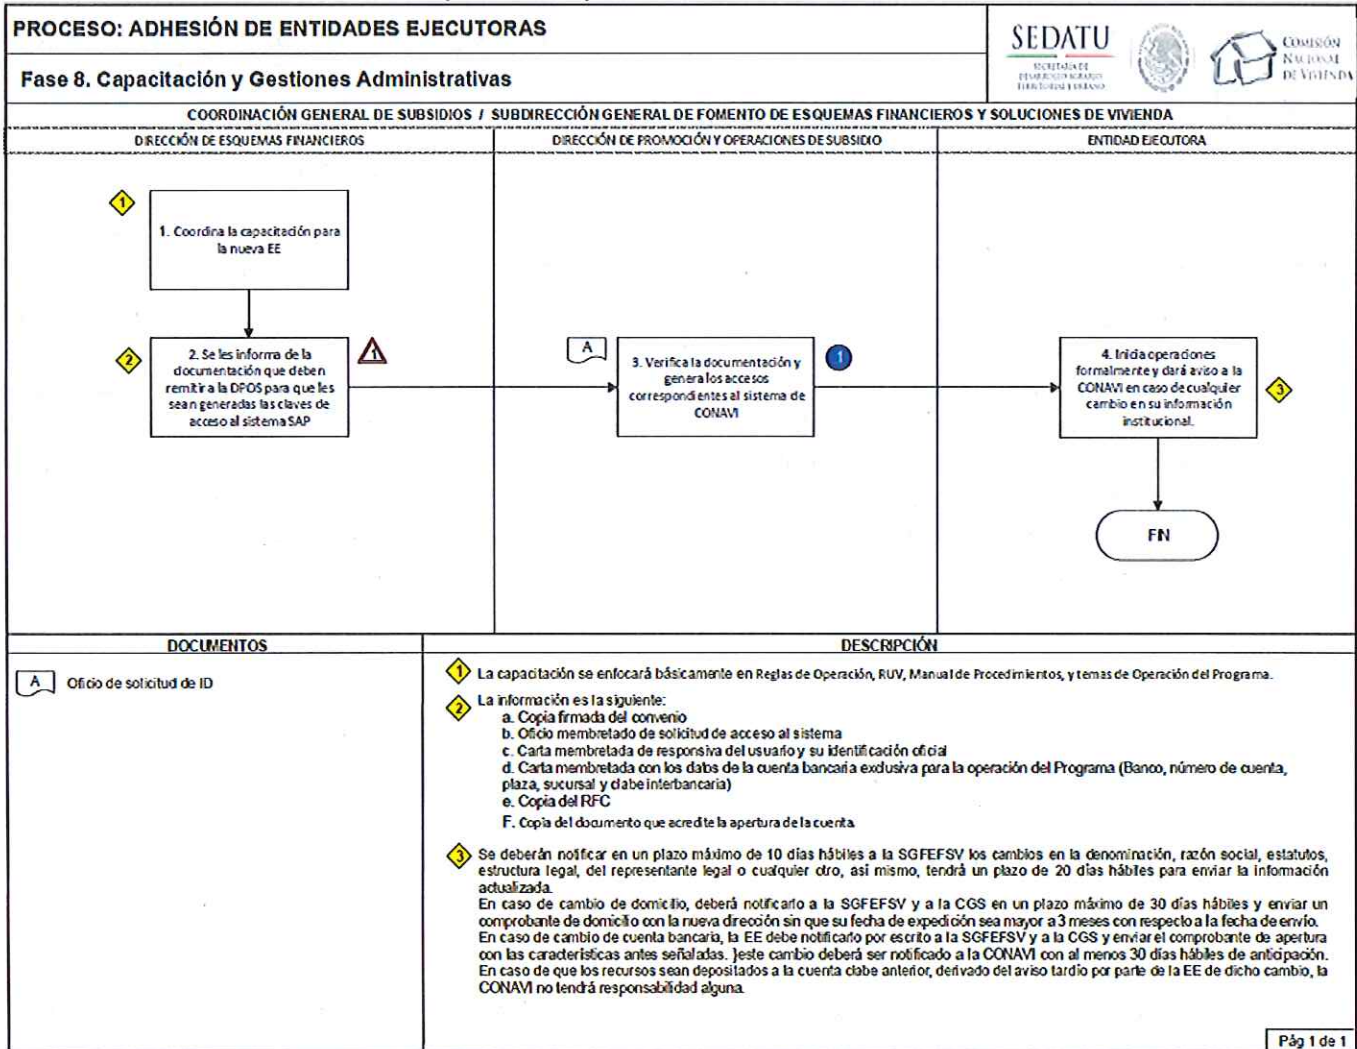 PROCESO: ADHESIÓN DE ENTIDADES EJECUTORAS
Fase 8. Capacitación y Gestiones Administrativas
SEDATU
SECRETARÍA DE
DESARROLLO AGRARIO
TERRITORIAL Y URBANO
COMISIÓN
NACIONAL
DE VIVIENDA
COORDINACIÓN GENERAL DE SUBSIDIOS / SUBDIRECCIÓN GENERAL DE FOMENTO DE ESQUEMAS FINANCIEROS Y SOLUCIONES DE VIVIENDA
DIRECCIÓN DE ESQUEMAS FINANCIEROS
DIRECCIÓN DE PROMOCIÓN Y OPERACIONES DE SUBSIDIO
ENTIDAD EJECUTORA
1
1. Coordina la capacitación para
la nueva EE
2
2. Se les informa de la
documentación que deben
remitir a la DPOS para que les
sean generadas las claves de
acceso al sistema SAP
1
A
3. Verifica la documentación y
genera los accesos
correspondientes al sistema de
CONAVI
1
4. Inicia operaciones
formalmente y dará aviso a la
CONAVI en caso de cualquier
cambio en su información
institucional.
3
FIN
DOCUMENTOS
A Oficio de solicitud de ID
DESCRIPCIÓN
1 La capacitación se enfocará básicamente en Reglas de Operación, RUV, Manual de Procedimientos, y temas de Operación del Programa.
2 La información es la siguiente:
a. Copia firmada del convenio
b. Oficio membretado de solicitud de acceso al sistema
c. Carta membretada de responsiva del usuario y su identificación oficial
d. Carta membretada con los datos de la cuenta bancaria exclusiva para la operación del Programa (Banco, número de cuenta,
plaza, sucursal y clabe interbancaria)
e. Copia del RFC
F. Copia del documento que acredite la apertura de la cuenta
3 Se deberán notificar en un plazo máximo de 10 días hábiles a la SGFEFSV los cambios en la denominación, razón social, estatutos,
estructura legal, del representante legal o cualquier otro, así mismo, tendrá un plazo de 20 días hábiles para enviar la información
actualizada.
En caso de cambio de domicilio, deberá notificarlo a la SGFEFSV y a la CGS en un plazo máximo de 30 días hábiles y enviar un
comprobante de domicilio con la nueva dirección sin que su fecha de expedición sea mayor a 3 meses con respecto a la fecha de envío.
En caso de cambio de cuenta bancaria, la EE debe notificarlo por escrito a la SGFEFSV y a la CGS y enviar el comprobante de apertura
con las características antes señaladas. }este cambio deberá ser notificado a la CONAVI con al menos 30 días hábiles de anticipación.
En caso de que los recursos sean depositados a la cuenta clabe anterior, derivado del aviso tardío por parte de la EE de dicho cambio, la
CONAVI no tendrá responsabilidad alguna.
Pág 1 de 1